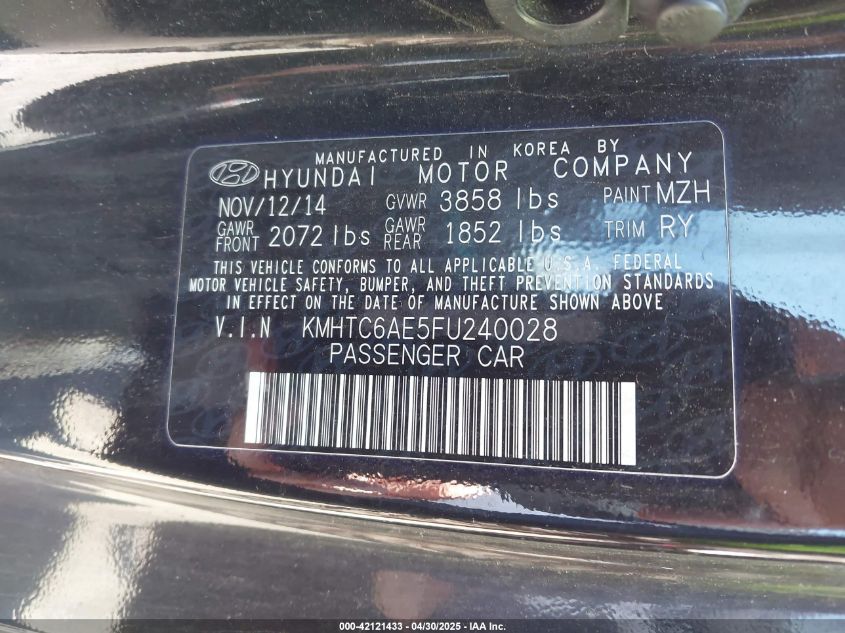 MANUFACTURED IN KOREA BY
HYUNDAI MOTOR COMPANY
NOV/12/14 GVWR 3858 lbs PAINT MZH
GAWR FRONT 2072 lbs GAWR REAR 1852 lbs TRIM RY
THIS VEHICLE CONFORMS TO ALL APPLICABLE U.S.A. FEDERAL
MOTOR VEHICLE SAFETY, BUMPER, AND THEFT PREVENTION STANDARDS
IN EFFECT ON THE DATE OF MANUFACTURE SHOWN ABOVE
V.I.N KMHTC6AE5FU240028
PASSENGER CAR
000-42121433 - 04/30/2025 - IAA Inc.